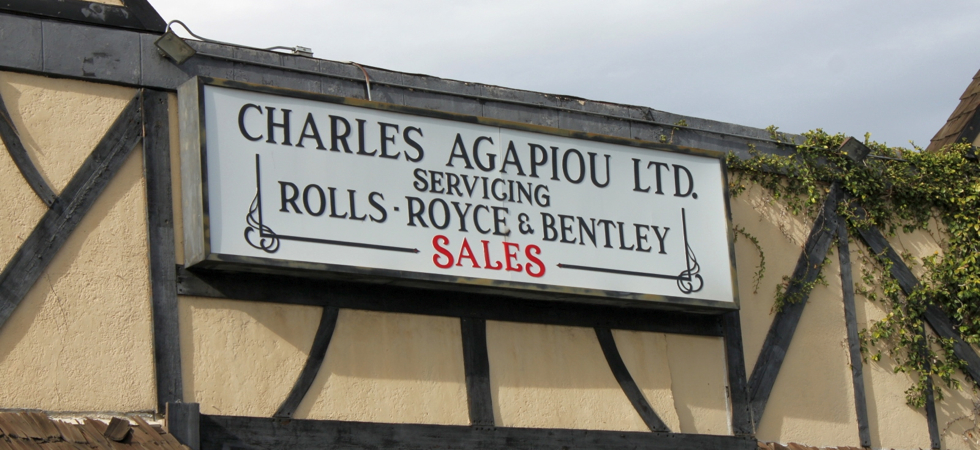 CHARLES AGAPIOU LTD.
SERVICING
ROLLS-ROYCE & BENTLEY
SALES